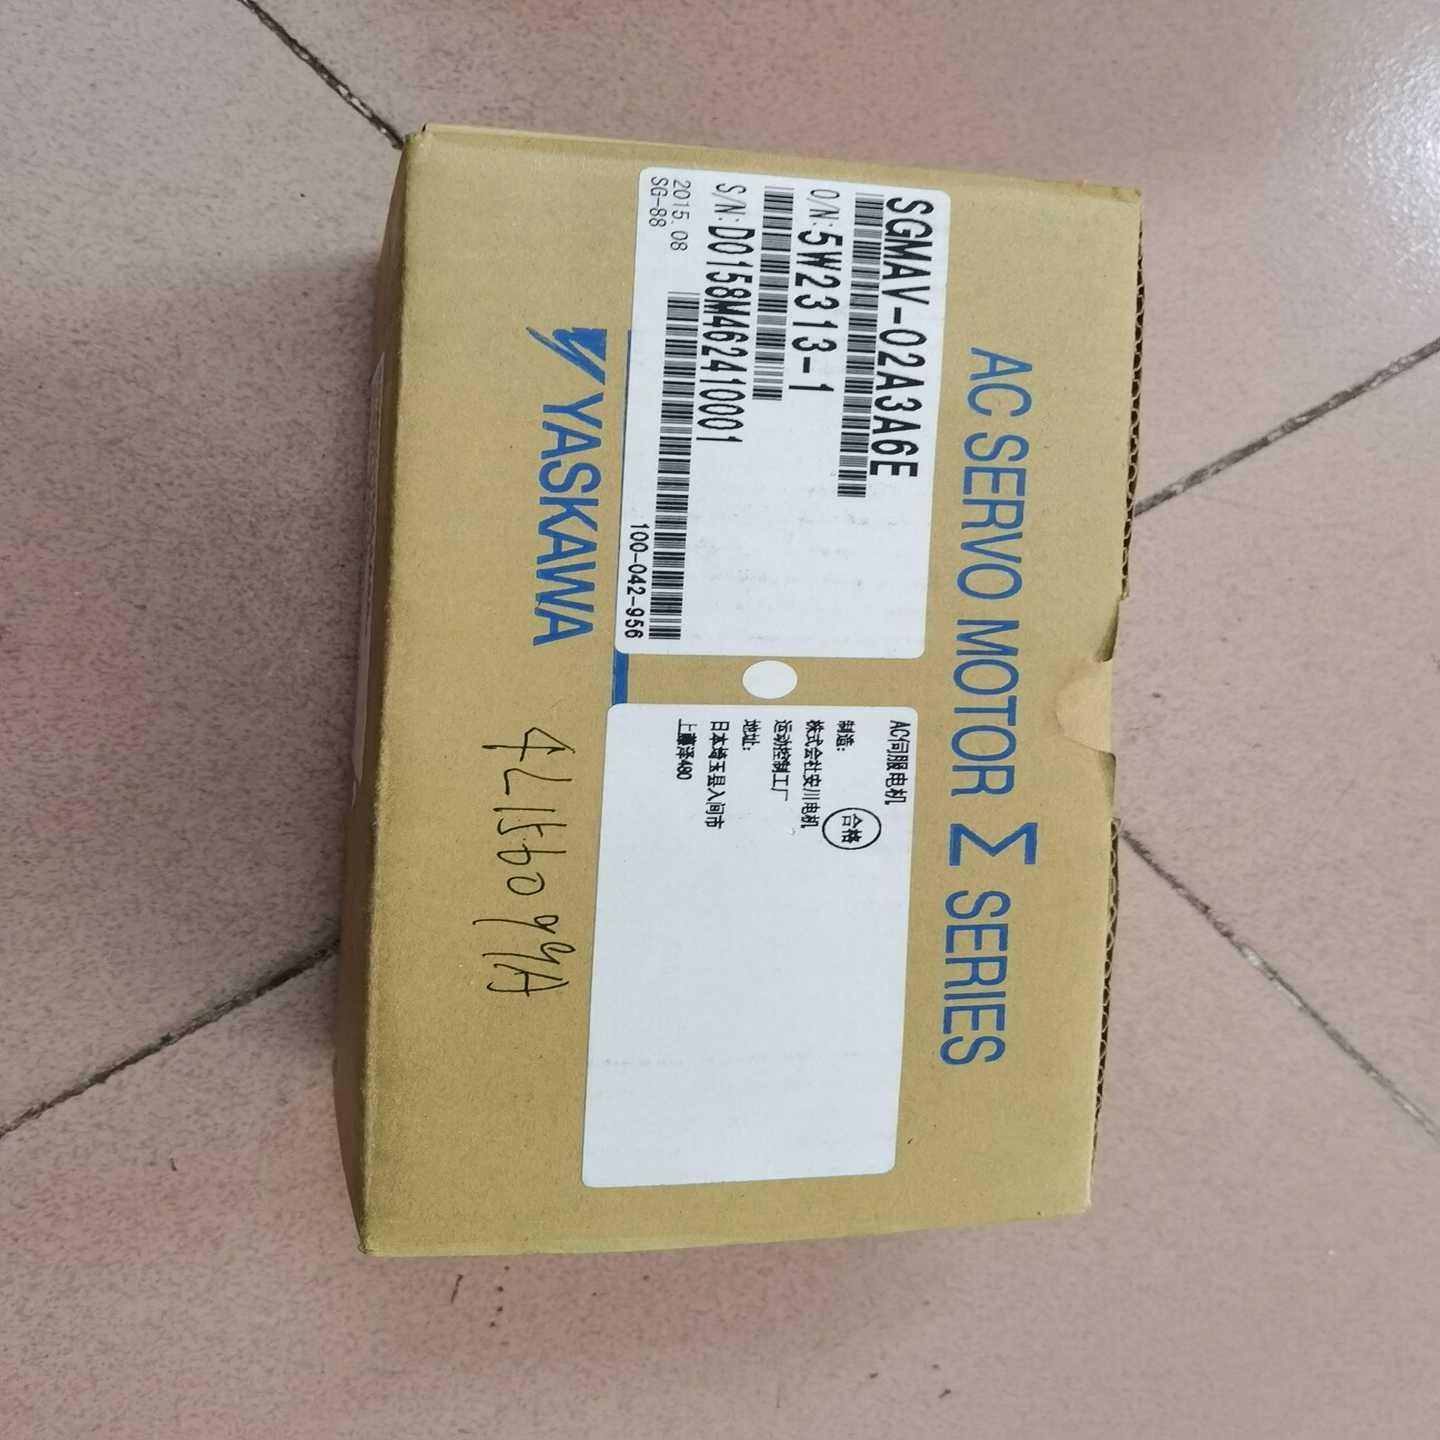 AC SERVO MOTOR Σ SERIES
SGMAV-02A3A6E
O/N:5W2313-1
S/N:D0158M462410001
2015.08
SG-88
100-042-956
AC伺服电机
制造:
合格
株式会社安川电机
运动控制工厂
地址:
日本埼玉县入间市
上藤泽480
YASKAWA